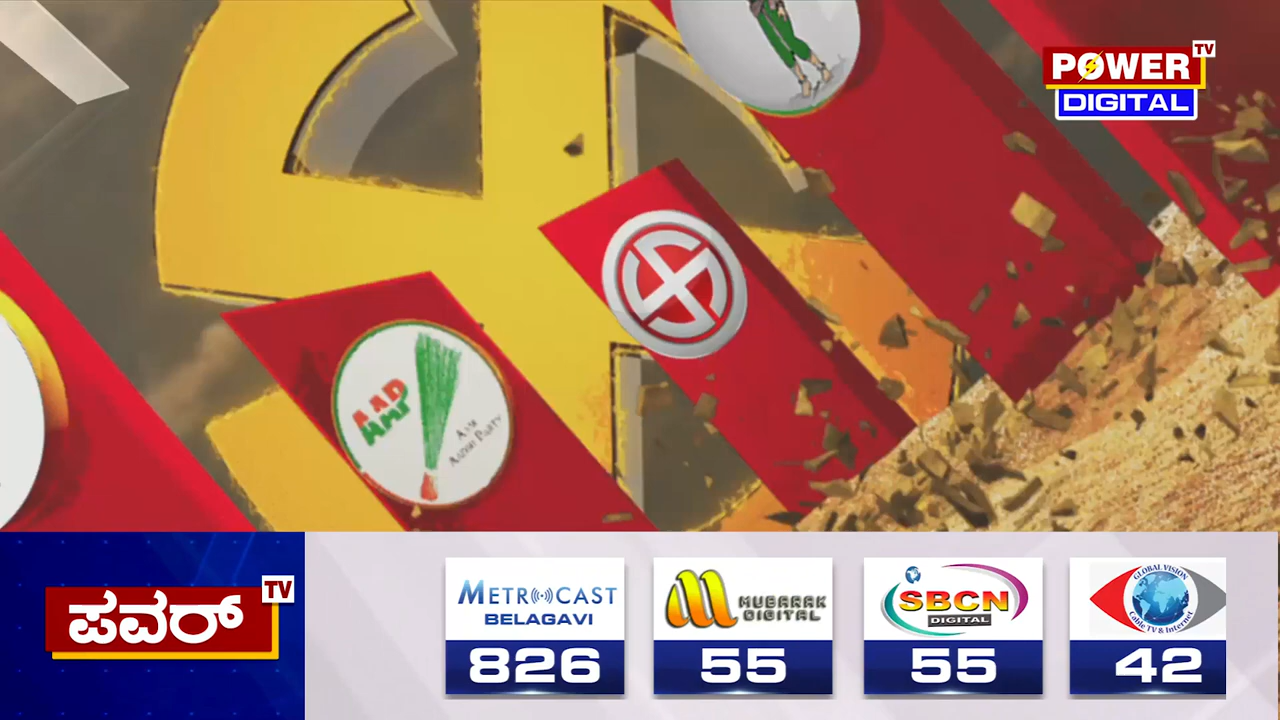 POWER TV
DIGITAL
AAP
AAM
AADMI PARTY
ಪವರ್ TV
METROCAST
BELAGAVI
826
MUBARAK
DIGITAL
55
SBCN
DIGITAL
55
GLOBAL VISION
Cable TV & Internet
42